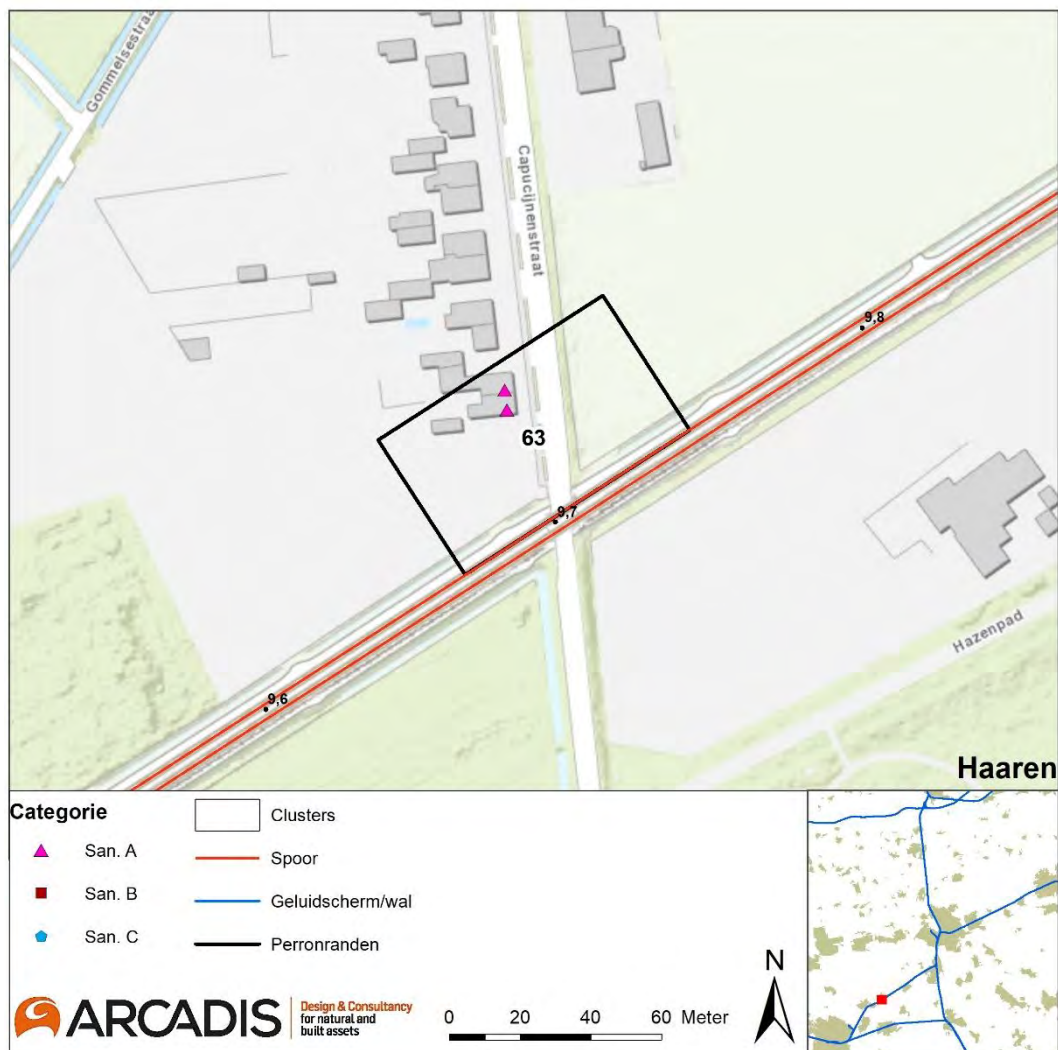 Gommelsestraat
Capucijnenstraat
9,8
63
9,7
Hazenpad
9,6
Haaren
Categorie
San. A
San. B
San. C
Clusters
Spoor
Geluidscherm/wal
Perronranden
ARCADIS
Design & Consultancy
for natural and
built assets
0 20 40 60 Meter
N